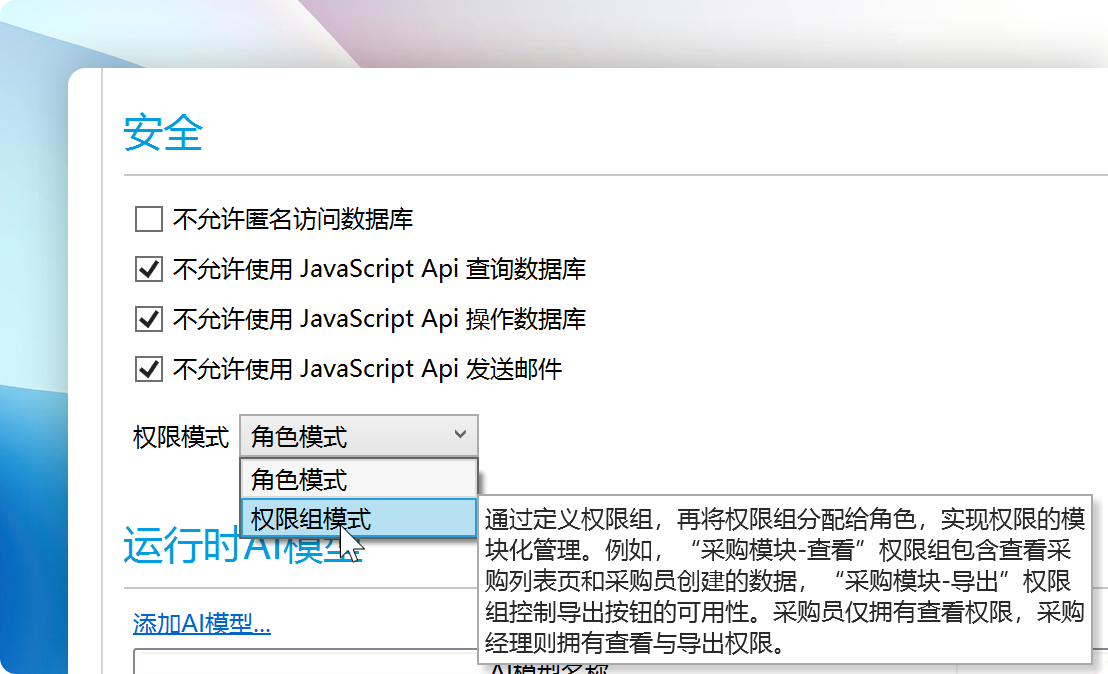 安全
不允许匿名访问数据库
不允许使用 JavaScript Api 查询数据库
不允许使用 JavaScript Api 操作数据库
不允许使用 JavaScript Api 发送邮件
权限模式 角色模式
角色模式
权限组模式
通过定义权限组，再将权限组分配给角色，实现权限的模
块化管理。例如，“采购模块-查看”权限组包含查看采
购列表页和采购员创建的数据，“采购模块-导出”权限
组控制导出按钮的可用性。采购员仅拥有查看权限，采购
经理则拥有查看与导出权限。
运行时AI模型
添加AI模型...
AI模型名称